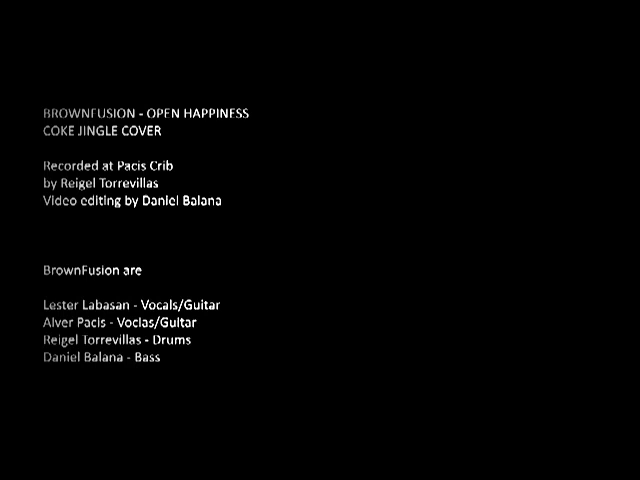 BROWNFUSION - OPEN HAPPINESS
COKE JINGLE COVER
Recorded at Pacis Crib
by Reigel Torrevillas
Video editing by Daniel Balana
BrownFusion are
Lester Labasan - Vocals/Guitar
Alver Pacis - Voclas/Guitar
Reigel Torrevillas - Drums
Daniel Balana - Bass